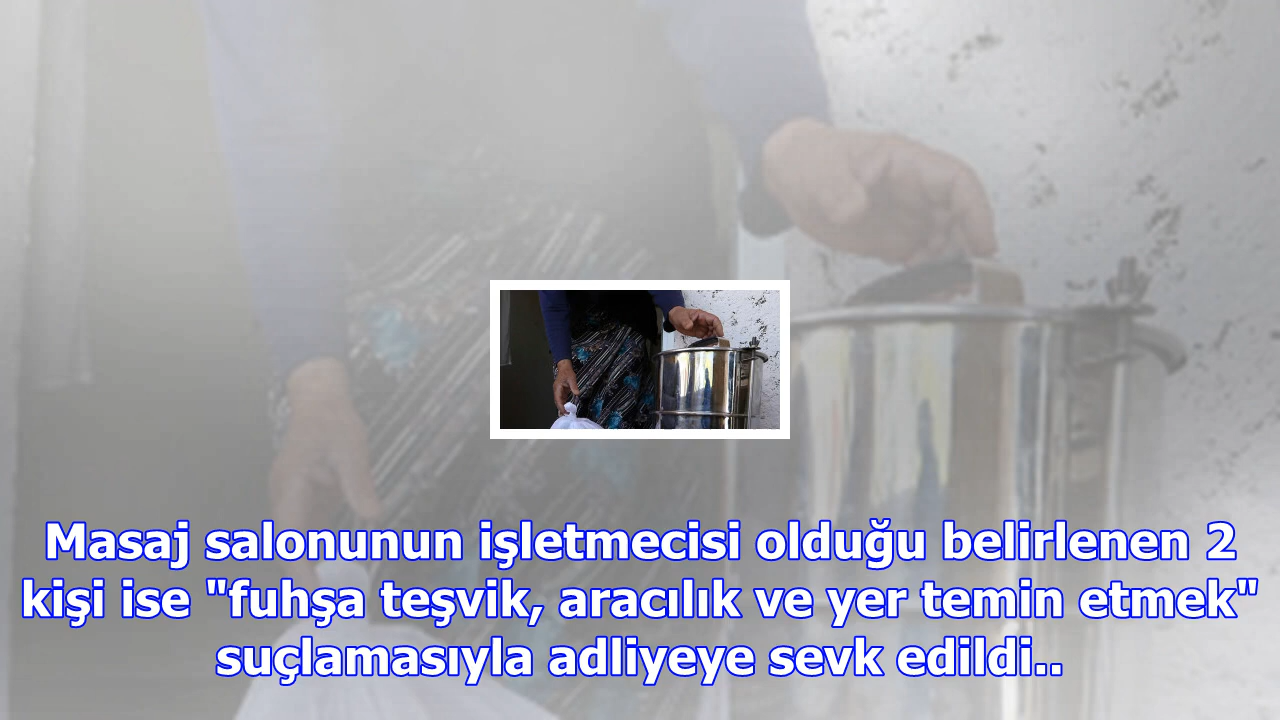 Masaj salonunun işletmecisi olduğu belirlenen 2
kişi ise "fuhşa teşvik, aracılık ve yer temin etmek"
suçlamasıyla adliyeye sevk edildi..